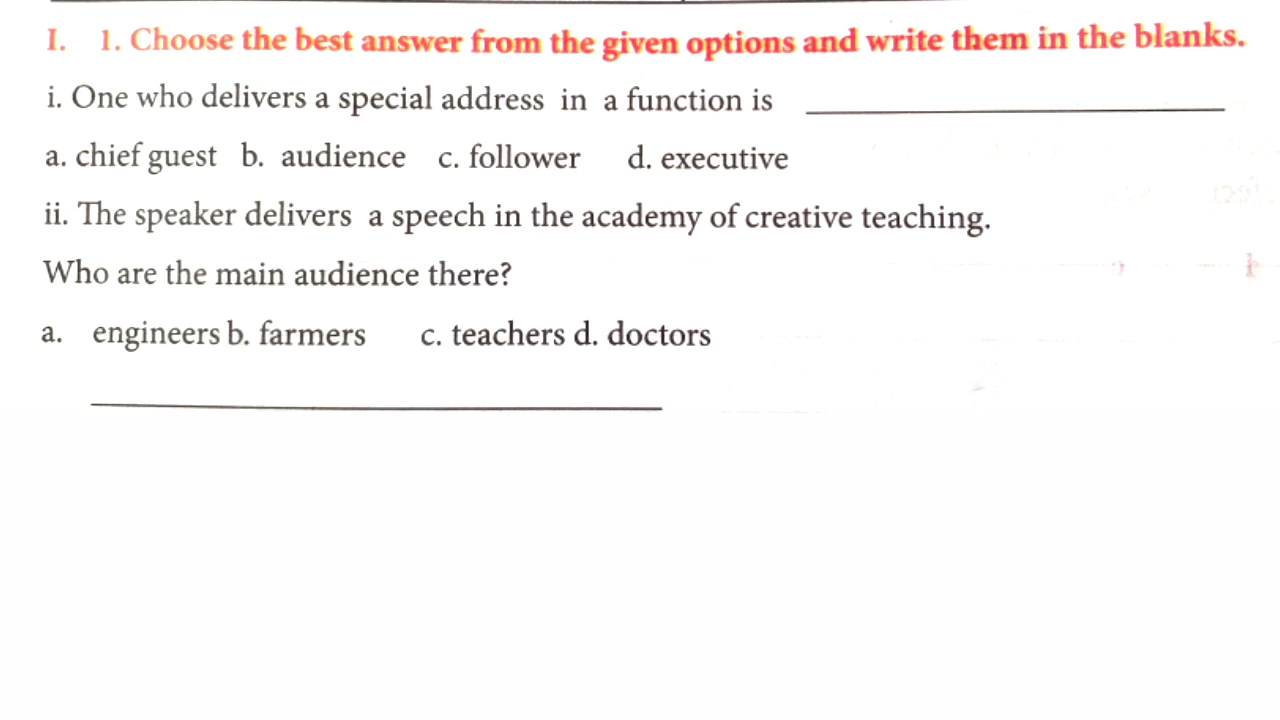 I. 1. Choose the best answer from the given options and write them in the blanks.
i. One who delivers a special address in a function is
a. chief guest b. audience c. follower d. executive
ii. The speaker delivers a speech in the academy of creative teaching.
Who are the main audience there?
a. engineers b. farmers c. teachers d. doctors